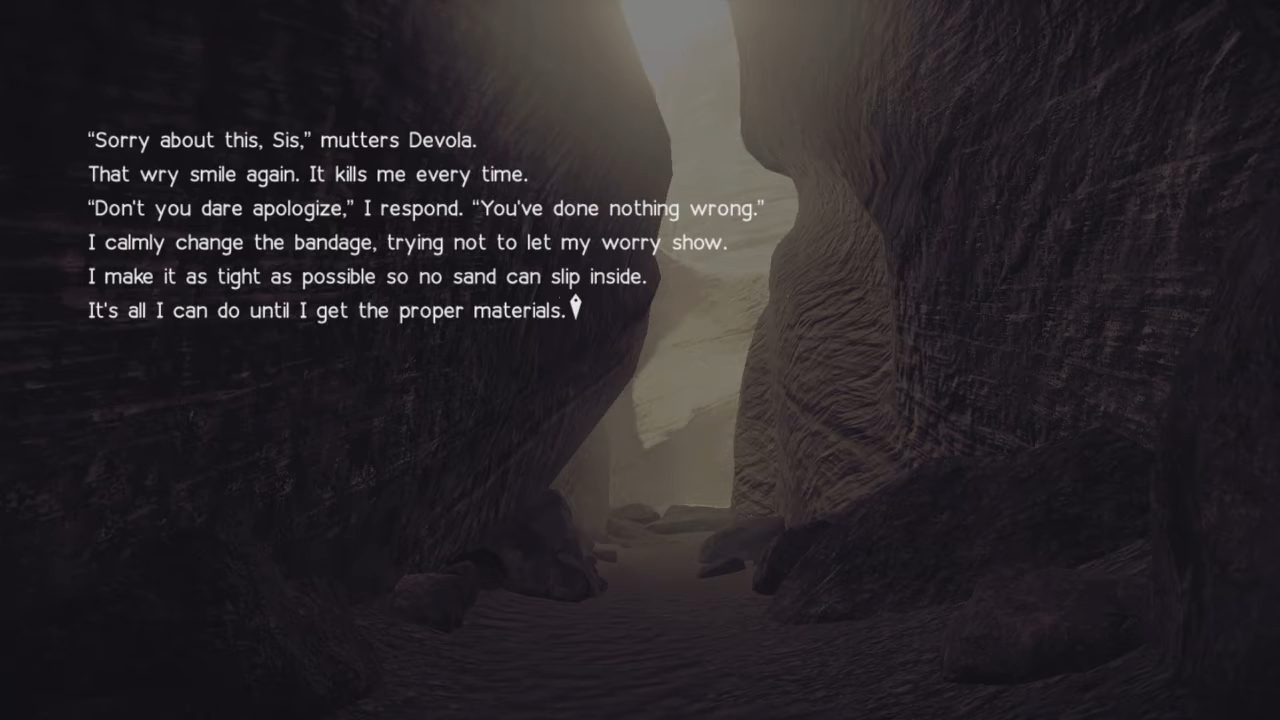 “Sorry about this, Sis,” mutters Devola.
That wry smile again. It kills me every time.
“Don't you dare apologize,” I respond. “You've done nothing wrong.”
I calmly change the bandage, trying not to let my worry show.
I make it as tight as possible so no sand can slip inside.
It's all I can do until I get the proper materials.